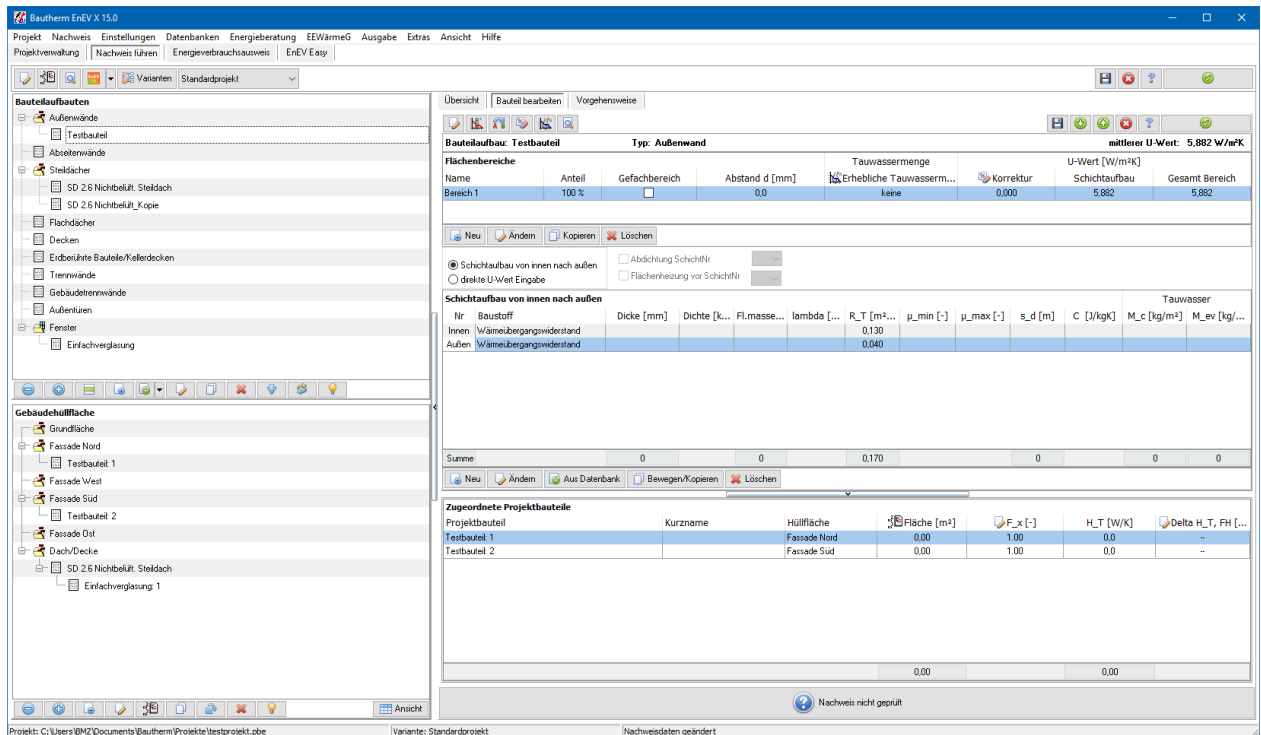 Bautherm EnEV X 15.0
Projekt Nachweis Einstellungen Datenbanken Energieberatung EEWärmeG Ausgabe Extras Ansicht Hilfe
Projektverwaltung Nachweis führen Energieverbrauchsausweis EnEV Easy
Varianten Standardprojekt
Bauteilaufbauten
Außenwände
Testbauteil
Abseitenwände
Steildächer
SD 2.6 Nichtbelüft. Steildach
SD 2.6 Nichtbelüft_Kopie
Flachdächer
Decken
Erdberührte Bauteile/Kellerdecken
Trennwände
Gebäudetrennwände
Außentüren
Fenster
Einfachverglasung
Gebäudehüllfläche
Grundfläche
Fassade Nord
Testbauteil: 1
Fassade West
Fassade Süd
Testbauteil: 2
Fassade Ost
Dach/Decke
SD 2.6 Nichtbelüft. Steildach
Einfachverglasung: 1
Ansicht
Übersicht Bauteil bearbeiten Vorgehensweise
Bauteilaufbau: Testbauteil Typ: Außenwand mittlerer U-Wert: 5,882 W/m²K
Flächenbereiche Tauwassermenge U-Wert [W/m²K]
Name Anteil Gefachbereich Abstand d [mm] Erhebliche Tauwasserm... Korrektur Schichtaufbau Gesamt Bereich
Bereich 1 100 % 0,0 keine 0,000 5,882 5,882
Neu Ändern Kopieren Löschen
Schichtaufbau von innen nach außen Abdichtung SchichtNr
direkte U-Wert Eingabe Flächenheizung vor SchichtNr
Schichtaufbau von innen nach außen Tauwasser
Nr Baustoff Dicke [mm] Dichte [k... Fl.masse... lambda [... R_T [m²... µ_min [-] µ_max [-] s_d [m] C [J/kgK] M_c [kg/m²] M_ev [kg/...
Innen Wärmeübergangswiderstand 0,130
Außen Wärmeübergangswiderstand 0,040
Summe 0 0 0,170 0 0 0
Neu Ändern Aus Datenbank Bewegen/Kopieren Löschen
Zugeordnete Projektbauteile
Projektbauteil Kurzname Hüllfläche Fläche [m²] F_x [-] H_T [W/K] Delta H_T, FH [...
Testbauteil: 1 Fassade Nord 0,00 1.00 0,0 --
Testbauteil: 2 Fassade Süd 0,00 1.00 0,0 --
0,00 0,00
Nachweis nicht geprüft
Projekt: C:\Users\BMZ\Documents\Bautherm\Projekte\testprojekt.pbe Variante: Standardprojekt Nachweisdaten geändert